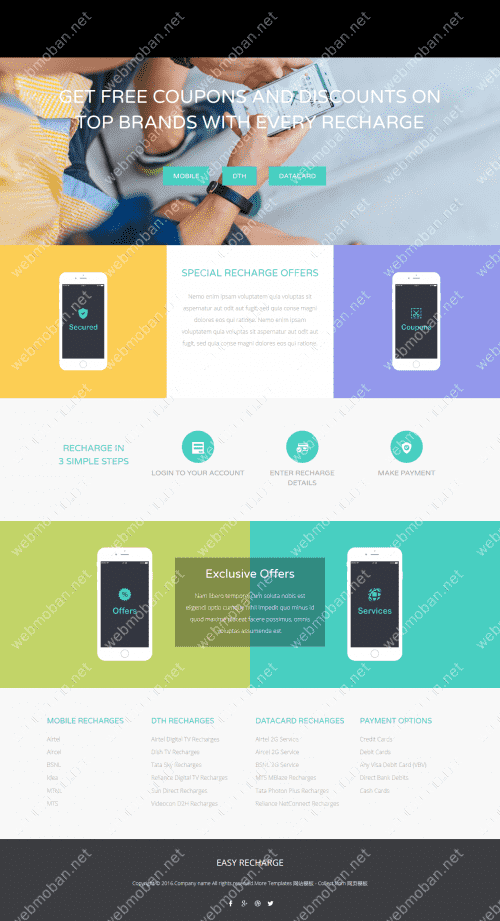 GET FREE COUPONS AND DISCOUNTS ON
TOP BRANDS WITH EVERY RECHARGE
MOBILE
DTH
DATACARD
Secured
SPECIAL RECHARGE OFFERS
Nemo enim ipsam voluptatem quia voluptas sit
aspernatur aut odit aut fugit, sed quia conse magni
dolores eos qui ratione. Nemo enim ipsam
voluptatem quia voluptas sit aspernatur aut odit aut
fugit, sed quia conse magni dolores eos qui ratione.
Coupons
RECHARGE IN
3 SIMPLE STEPS
LOGIN TO YOUR ACCOUNT
ENTER RECHARGE
DETAILS
MAKE PAYMENT
Offers
Exclusive Offers
Nam libero tempore, cum soluta nobis est
eligendi optio cumque nihil impedit quo minus id
quod maxime placeat facere possimus, omnis
voluptas assumenda est
Services
MOBILE RECHARGES
Airtel
Aircel
BSNL
Idea
MTS
DTH RECHARGES
Airtel Digital TV Recharges
Dish TV Recharges
Tata Sky Recharges
Reliance Digital TV Recharges
Sun Direct Recharges
Videocon D2H Recharges
DATACARD RECHARGES
Airtel 2G Service
Aircel 2G Service
BSNL 3G Service
MTS MBlaze Recharges
Tata Photon Plus Recharges
Reliance NetConnect Recharges
PAYMENT OPTIONS
Credit Cards
Debit Cards
Any Visa Debit Card (VBV)
Direct Bank Debits
Cash Cards
EASY RECHARGE
Copyright © 2016.Company name All rights reserved.More Templates 网站模板 - Collect from 网页模板
webmoban.net